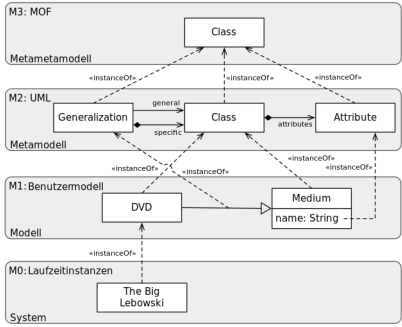 M3: MOF
Class
Metametamodell
«instanceOf»
«instanceOf»
«instanceOf»
M2: UML
general
Generalization
Class
Attribute
specific
attributes
Metamodell
«instanceOf»
«instanceOf»
«instanceOf»
«instanceOf»
M1: Benutzermodell
DVD
Medium
name: String
Modell
«instanceOf»
M0: Laufzeitinstanzen
The Big
Lebowski
System